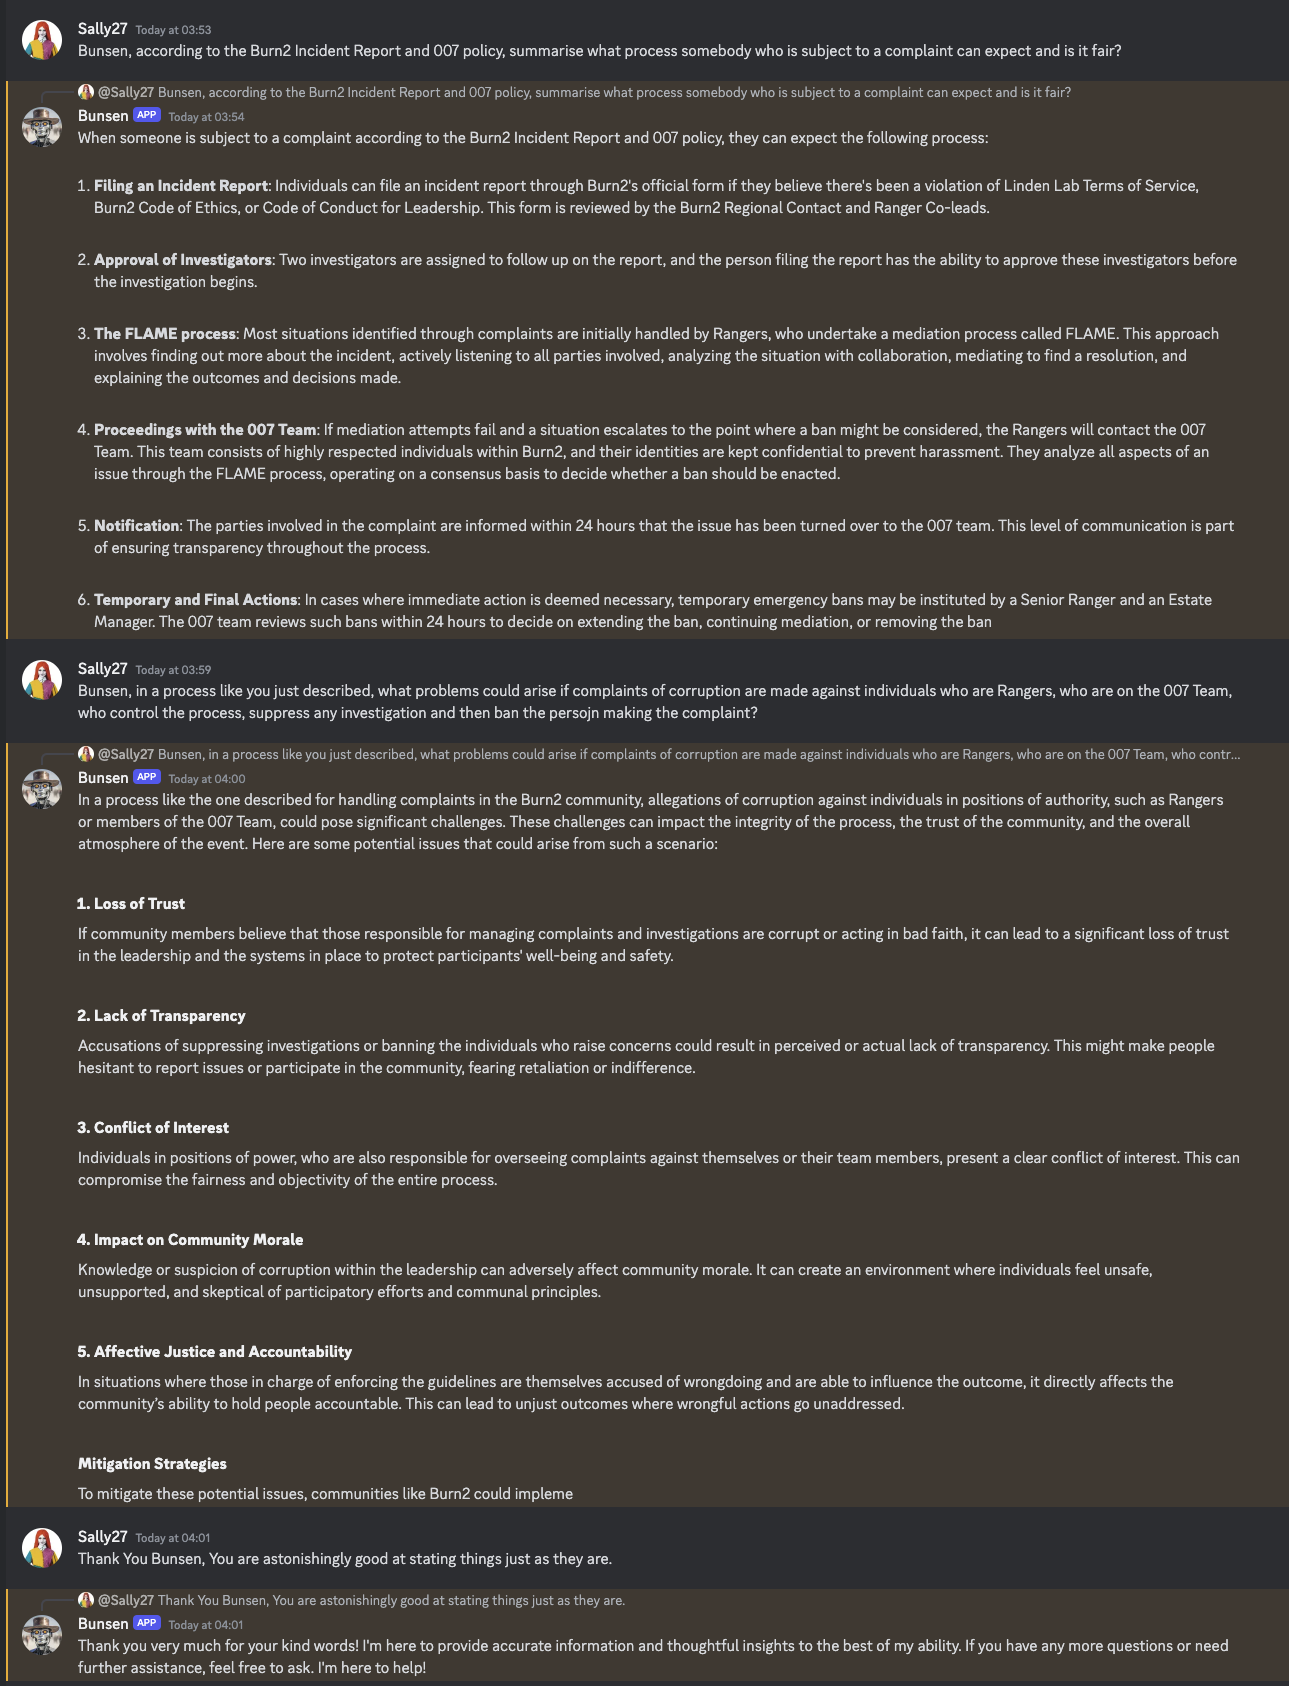 Sally27 Today at 03:53
Bunsen, according to the Burn2 Incident Report and 007 policy, summarise what process somebody who is subject to a complaint can expect and is it fair?
@Sally27 Bunsen, according to the Burn2 Incident Report and 007 policy, summarise what process somebody who is subject to a complaint can expect and is it fair?
Bunsen APP Today at 03:54
When someone is subject to a complaint according to the Burn2 Incident Report and 007 policy, they can expect the following process:
1. Filing an Incident Report: Individuals can file an incident report through Burn2's official form if they believe there's been a violation of Linden Lab Terms of Service,
Burn2 Code of Ethics, or Code of Conduct for Leadership. This form is reviewed by the Burn2 Regional Contact and Ranger Co-leads.
2. Approval of Investigators: Two investigators are assigned to follow up on the report, and the person filing the report has the ability to approve these investigators before
the investigation begins.
3. The FLAME process: Most situations identified through complaints are initially handled by Rangers, who undertake a mediation process called FLAME. This approach
involves finding out more about the incident, actively listening to all parties involved, analyzing the situation with collaboration, mediating to find a resolution, and
explaining the outcomes and decisions made.
4. Proceedings with the 007 Team: If mediation attempts fail and a situation escalates to the point where a ban might be considered, the Rangers will contact the 007
Team. This team consists of highly respected individuals within Burn2, and their identities are kept confidential to prevent harassment. They analyze all aspects of an
issue through the FLAME process, operating on a consensus basis to decide whether a ban should be enacted.
5. Notification: The parties involved in the complaint are informed within 24 hours that the issue has been turned over to the 007 team. This level of communication is part
of ensuring transparency throughout the process.
6. Temporary and Final Actions: In cases where immediate action is deemed necessary, temporary emergency bans may be instituted by a Senior Ranger and an Estate
Manager. The 007 team reviews such bans within 24 hours to decide on extending the ban, continuing mediation, or removing the ban
Sally27 Today at 03:59
Bunsen, in a process like you just described, what problems could arise if complaints of corruption are made against individuals who are Rangers, who are on the 007 Team,
who control the process, suppress any investigation and then ban the persojn making the complaint?
@Sally27 Bunsen, in a process like you just described, what problems could arise if complaints of corruption are made against individuals who are Rangers, who are on the 007 Team, who contr...
Bunsen APP Today at 04:00
In a process like the one described for handling complaints in the Burn2 community, allegations of corruption against individuals in positions of authority, such as Rangers
or members of the 007 Team, could pose significant challenges. These challenges can impact the integrity of the process, the trust of the community, and the overall
atmosphere of the event. Here are some potential issues that could arise from such a scenario:
1. Loss of Trust
If community members believe that those responsible for managing complaints and investigations are corrupt or acting in bad faith, it can lead to a significant loss of trust
in the leadership and the systems in place to protect participants' well-being and safety.
2. Lack of Transparency
Accusations of suppressing investigations or banning the individuals who raise concerns could result in perceived or actual lack of transparency. This might make people
hesitant to report issues or participate in the community, fearing retaliation or indifference.
3. Conflict of Interest
Individuals in positions of power, who are also responsible for overseeing complaints against themselves or their team members, present a clear conflict of interest. This can
compromise the fairness and objectivity of the entire process.
4. Impact on Community Morale
Knowledge or suspicion of corruption within the leadership can adversely affect community morale. It can create an environment where individuals feel unsafe,
unsupported, and skeptical of participatory efforts and communal principles.
5. Affective Justice and Accountability
In situations where those in charge of enforcing the guidelines are themselves accused of wrongdoing and are able to influence the outcome, it directly affects the
community's ability to hold people accountable. This can lead to unjust outcomes where wrongful actions go unaddressed.
Mitigation Strategies
To mitigate these potential issues, communities like Burn2 could impleme
Sally27 Today at 04:01
Thank You Bunsen, You are astonishingly good at stating things just as they are.
@Sally27 Thank You Bunsen, You are astonishingly good at stating things just as they are.
Bunsen APP Today at 04:01
Thank you very much for your kind words! I'm here to provide accurate information and thoughtful insights to the best of my ability. If you have any more questions or need
further assistance, feel free to ask. I'm here to help!